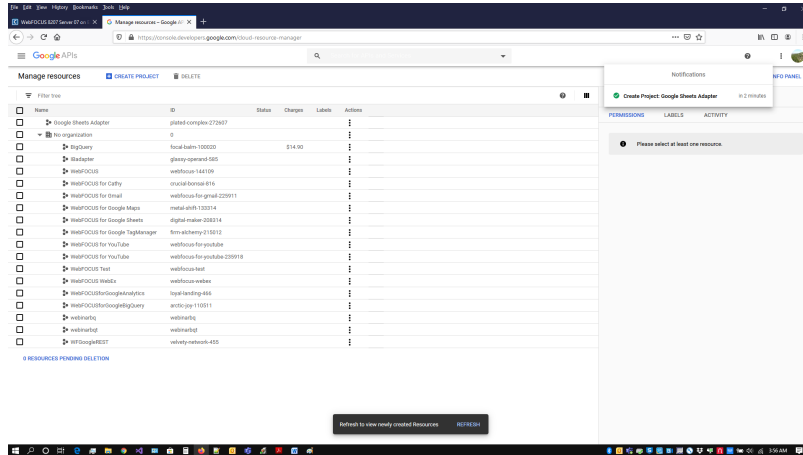 File Edit View History Bookmarks Tools Help
WebFOCUS 8207 Server 07 on
Manage resources – Google AP
https://console.developers.google.com/cloud-resource-manager
Google APIs
Manage resources CREATE PROJECT DELETE
Notifications
NFO PANEL
Filter tree
Create Project: Google Sheets Adapter in 2 minutes
Name ID Status Charges Labels Actions
PERMISSIONS LABELS ACTIVITY
Google Sheets Adapter plated-complex-272607
No organization 0
Please select at least one resource.
BigQuery focal-balm-100020 $14.90
IBadapter glassy-operand-585
WebFOCUS webfocus-144109
WebFOCUS for Cathy crucial-bonsai-816
WebFOCUS for Gmail webfocus-for-gmail-225911
WebFOCUS for Google Maps metal-shift-133314
WebFOCUS for Google Sheets digital-maker-208314
WebFOCUS for Google TagManager firm-alchemy-215012
WebFOCUS for YouTube webfocus-for-youtube
WebFOCUS for YouTube webfocus-for-youtube-235918
WebFOCUS Test webfocus-test
WebFOCUS WebEx webfocus-webex
WebFOCUSforGoogleAnalytics loyal-landing-466
WebFOCUSforGoogleBigQuery arctic-joy-110511
webinarbq webinarbq
webinarbqt webinarbqt
WFGoogleREST velvety-network-455
0 RESOURCES PENDING DELETION
Refresh to view newly created Resources REFRESH
3:56 AM